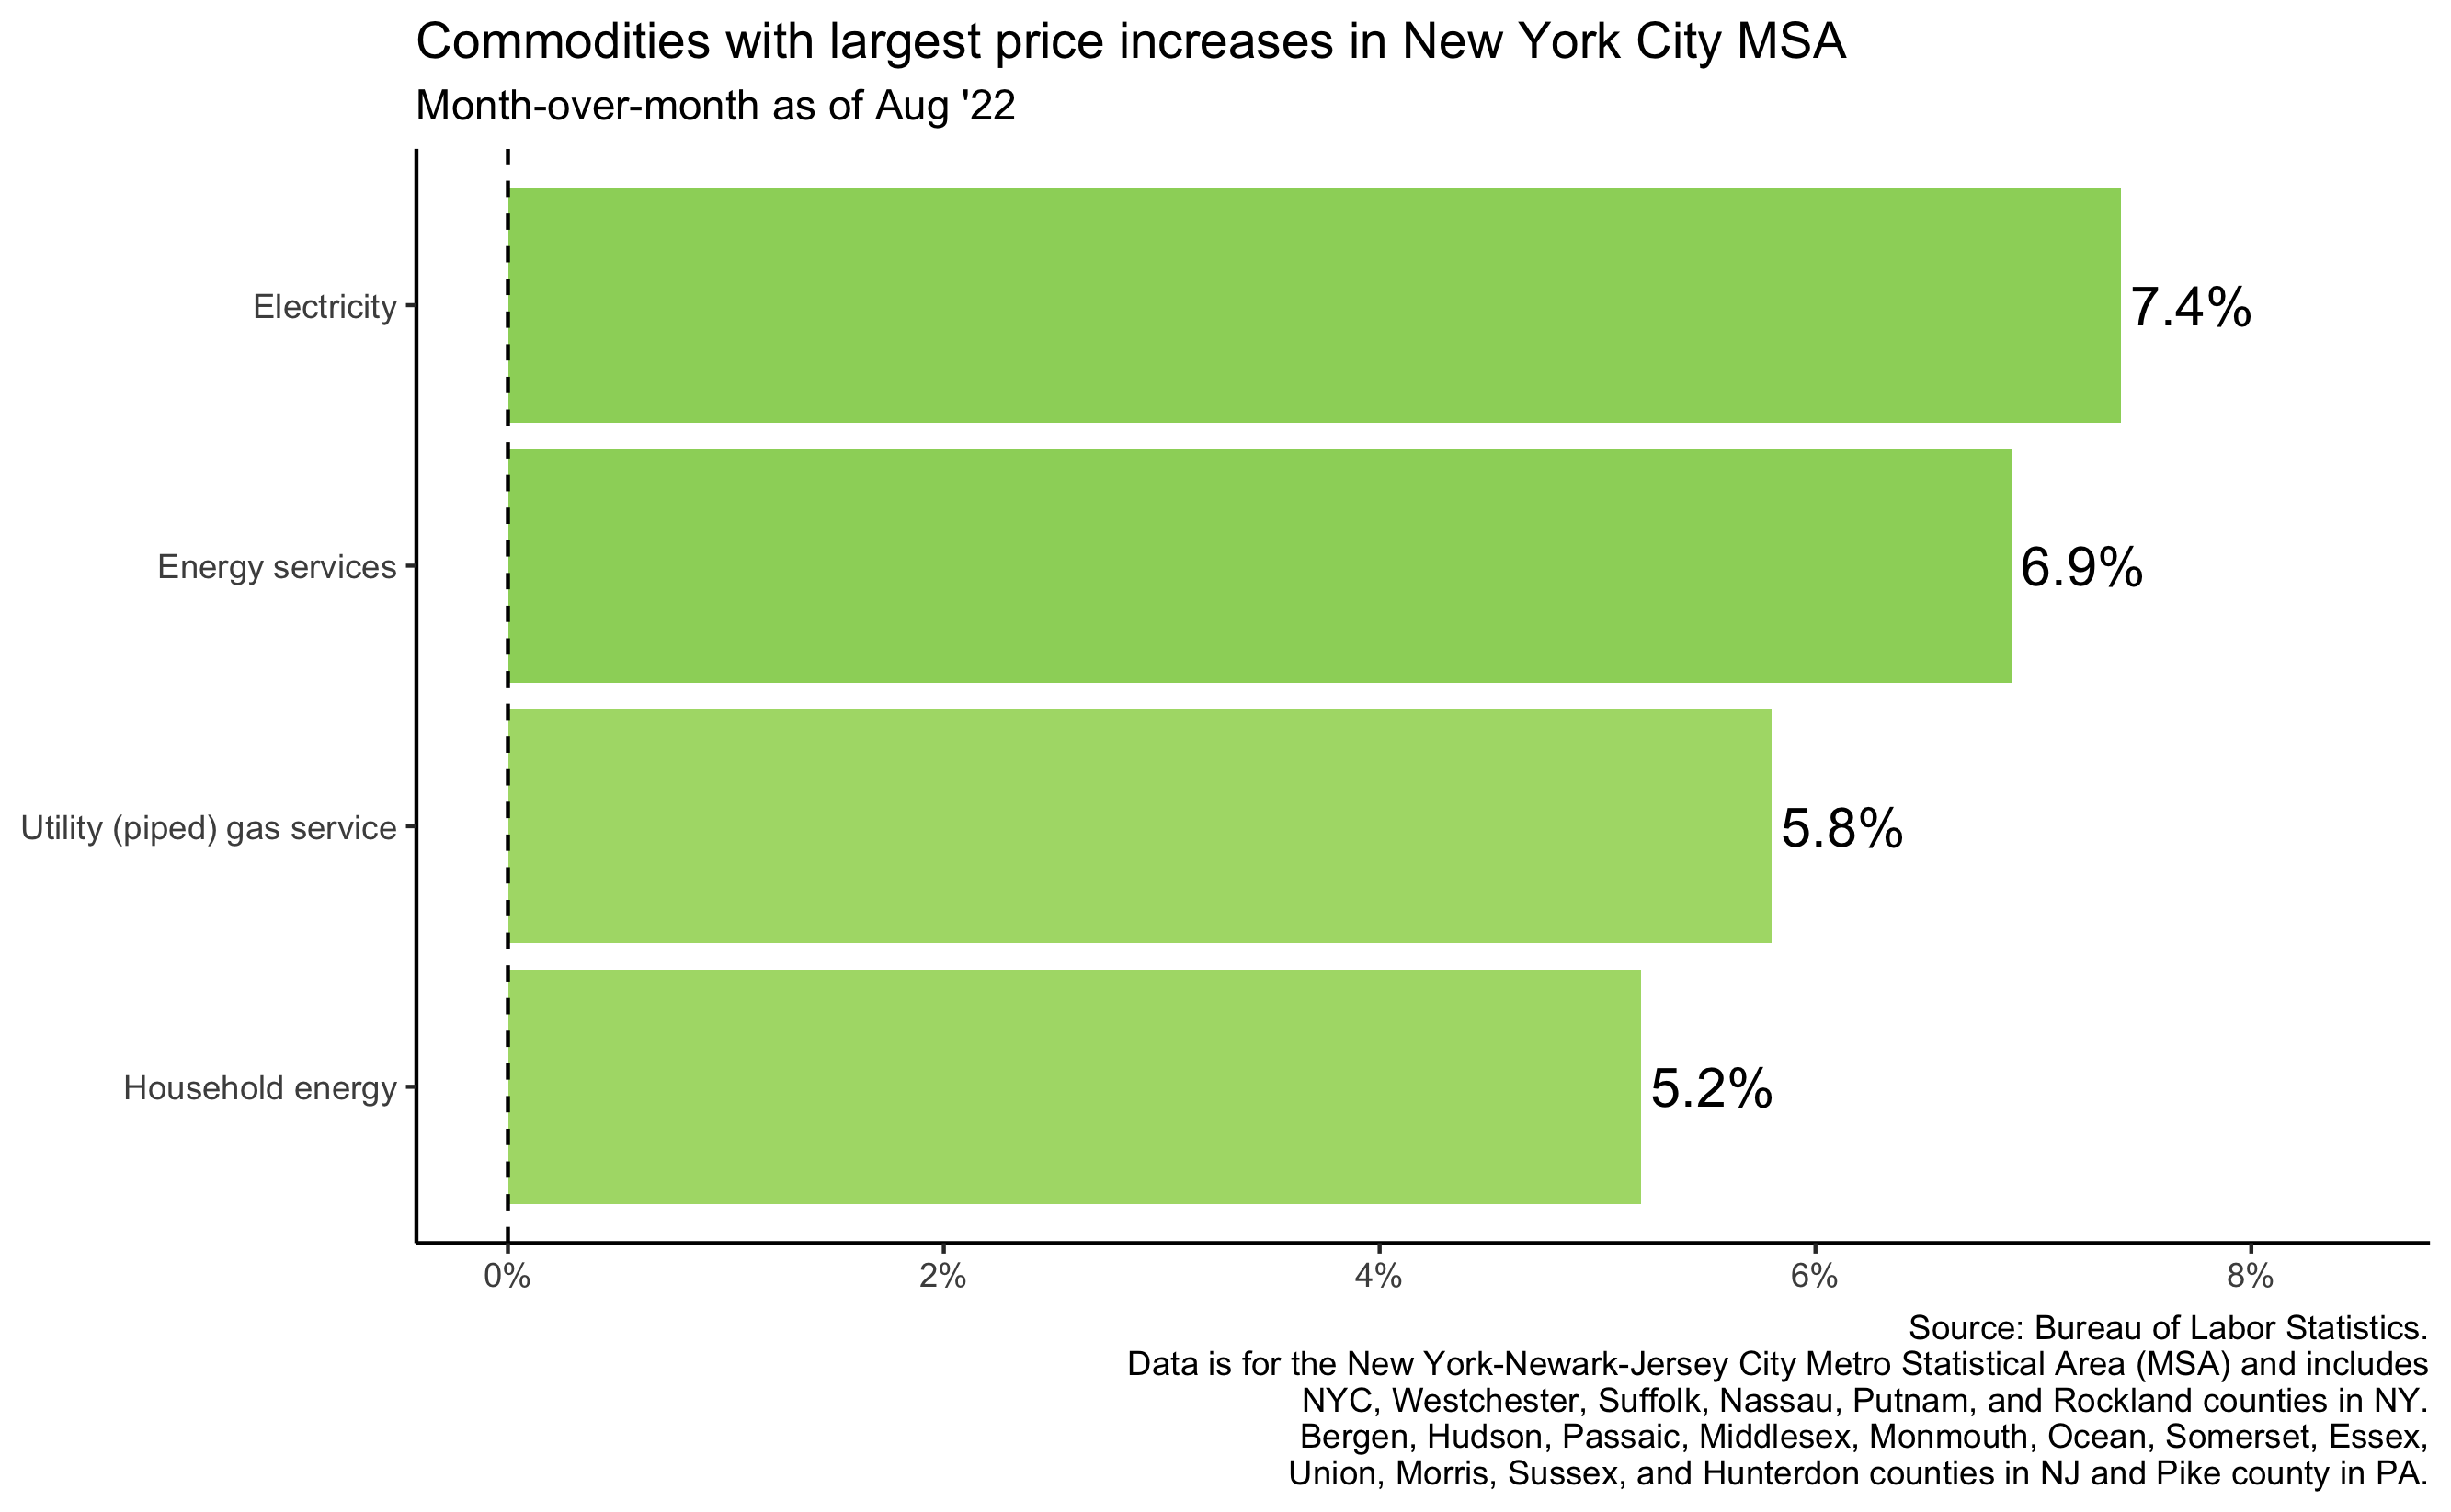 Commodities with largest price increases in New York City MSA
Month-over-month as of Aug '22
Electricity
7.4%
Energy services
6.9%
Utility (piped) gas service
5.8%
Household energy
5.2%
0%
2%
4%
6%
8%
Source: Bureau of Labor Statistics.
Data is for the New York-Newark-Jersey City Metro Statistical Area (MSA) and includes
NYC, Westchester, Suffolk, Nassau, Putnam, and Rockland counties in NY.
Bergen, Hudson, Passaic, Middlesex, Monmouth, Ocean, Somerset, Essex,
Union, Morris, Sussex, and Hunterdon counties in NJ and Pike county in PA.